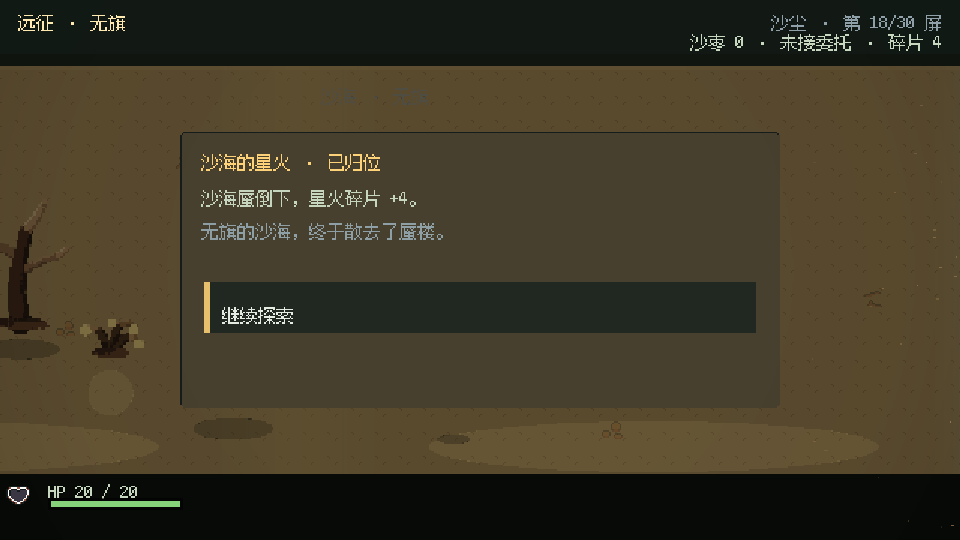 远征 · 无旗
沙尘 · 第 18/30 屏
沙枣 0 · 未接委托 · 碎片 4
沙海的星火 · 已归位
沙海蜃倒下，星火碎片 +4。
无旗的沙海，终于散去了蜃楼。
继续探索
HP 20 / 20